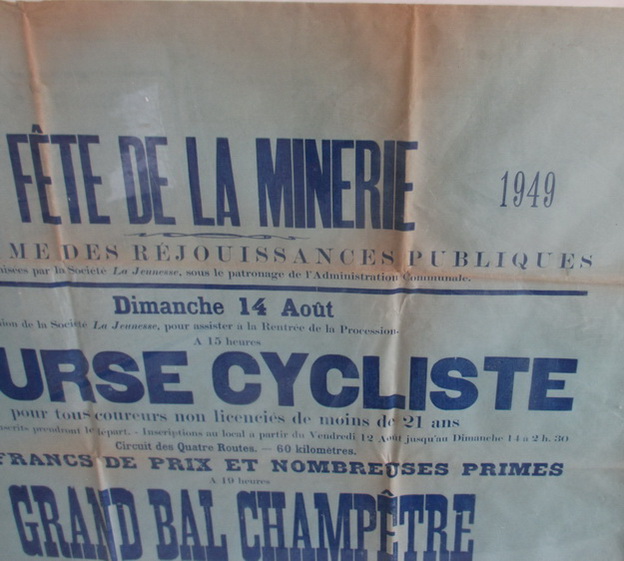 FÊTE DE LA MINERIE 1949
ME DES RÉJOUISSANCES PUBLIQUES
nisées par la Société La Jeunesse, sous le patronage de l'Administration Communale.
Dimanche 14 Août
ion de la Société La Jeunesse, pour assister à la Rentrée de la Procession.
A 15 heures
URSE CYCLISTE
pour tous coureurs non licenciés de moins de 21 ans
nscrits prendront le départ. - Inscriptions au local à partir du Vendredi 12 Août jusqu'au Dimanche 14 à 2 h. 30
Circuit des Quatre Routes. — 60 kilomètres.
FRANCS DE PRIX ET NOMBREUSES PRIMES
A 19 heures
GRAND BAL CHAMPÊTRE